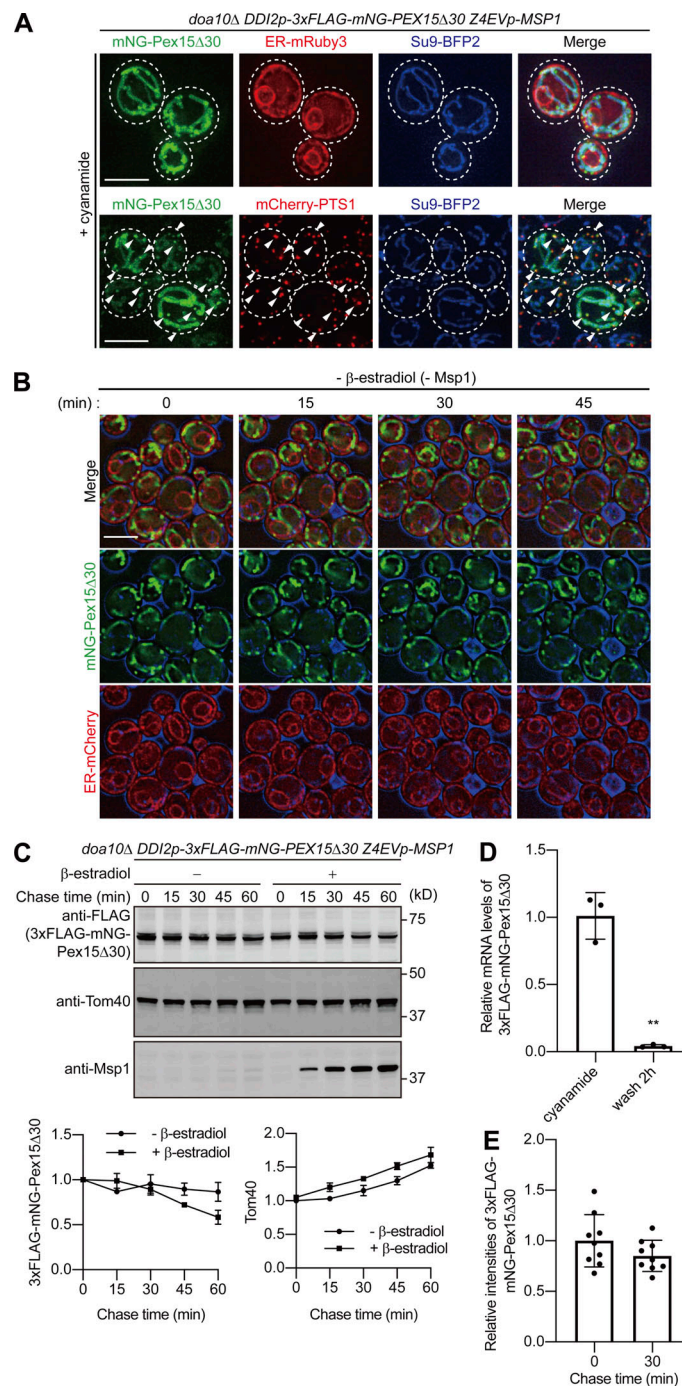 A
doa10Δ DDI2p-3xFLAG-mNG-PEX15Δ30 Z4EVp-MSP1
mNG-Pex15Δ30 ER-mRuby3 Su9-BFP2 Merge
+ cyanamide
mNG-Pex15Δ30 mCherry-PTS1 Su9-BFP2 Merge
B
- β-estradiol (- Msp1)
(min) : 0 15 30 45
Merge
mNG-Pex15Δ30
ER-mCherry
C
doa10Δ DDI2p-3xFLAG-mNG-PEX15Δ30 Z4EVp-MSP1
β-estradiol − +
Chase time (min) 0 15 30 45 60 0 15 30 45 60 (kD)
anti-FLAG
(3xFLAG-mNG-
Pex15Δ30)
75
50
anti-Tom40
37
anti-Msp1
37
3xFLAG-mNG-Pex15Δ30
1.5
1.0
0.5
0.0
- β-estradiol
+ β-estradiol
0 15 30 45 60
Chase time (min)
Tom40
2.0
1.5
1.0
- β-estradiol
+ β-estradiol
0 15 30 45 60
Chase time (min)
D
Relative mRNA levels of
3xFLAG-mNG-Pex15Δ30
1.5
1.0
0.5
0.0
**
cyanamide
wash 2h
E
Relative intensities of 3xFLAG-
mNG-Pex15Δ30
2.0
1.5
1.0
0.5
0.0
0 30
Chase time (min)